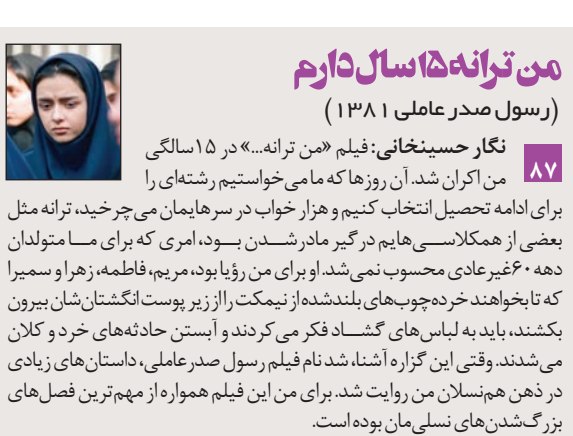 من ترانه ۱۵ سال دارم
(رسول صدر عاملی ۱۳۸۱)
۸۷
نگار حسینخانی: فیلم «من ترانه...» در ۱۵ سالگی
من اکران شد. آن روزها که ما می‌خواستیم رشته‌ای را
برای ادامه تحصیل انتخاب کنیم و هزار خواب در سرهایمان می‌چرخید، ترانه مثل
بعضی از همکلاسی‌هایم درگیر مادر شدن بود، امری که برای ما متولدان
دهه ۶۰ غیرعادی محسوب نمی‌شد. او برای من رؤیا بود، مریم، فاطمه، زهرا و سمیرا
که تا بخواهند خرده‌چوب‌های بلندشده از نیمکت را از زیر پوست انگشتان‌شان بیرون
بکشند، باید به لباس‌های گشاد فکر می‌کردند و آبستن حادثه‌های خرد و کلان
می‌شدند. وقتی این گزاره آشنا، شد نام فیلم رسول صدرعاملی، داستان‌های زیادی
در ذهن هم‌نسلان من روایت شد. برای من این فیلم همواره از مهم‌ترین فصل‌های
بزرگ‌شدن‌های نسلی‌مان بوده است.